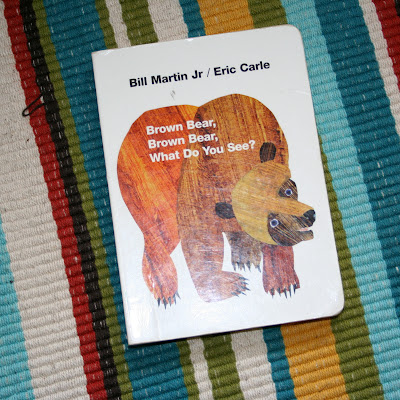 Bill Martin Jr / Eric Carle
Brown Bear,
Brown Bear,
What Do You See?